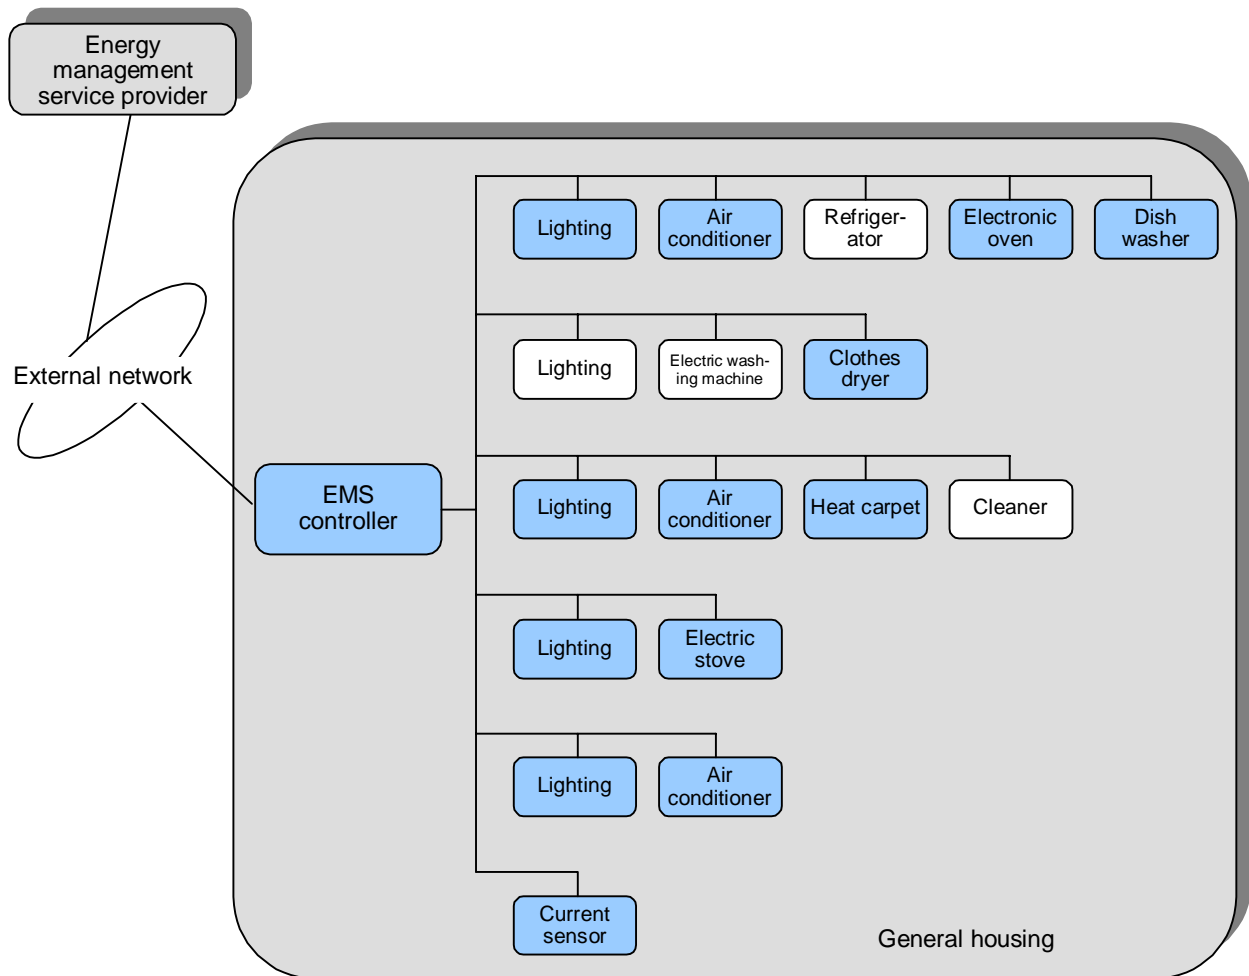 Energy
management
service provider
Lighting
Air
conditioner
Refriger-
ator
Electronic
oven
Dish
washer
Lighting
Electric wash-
ing machine
Clothes
dryer
External network
EMS
controller
Lighting
Air
conditioner
Heat carpet
Cleaner
Lighting
Electric
stove
Lighting
Air
conditioner
Current
sensor
General housing